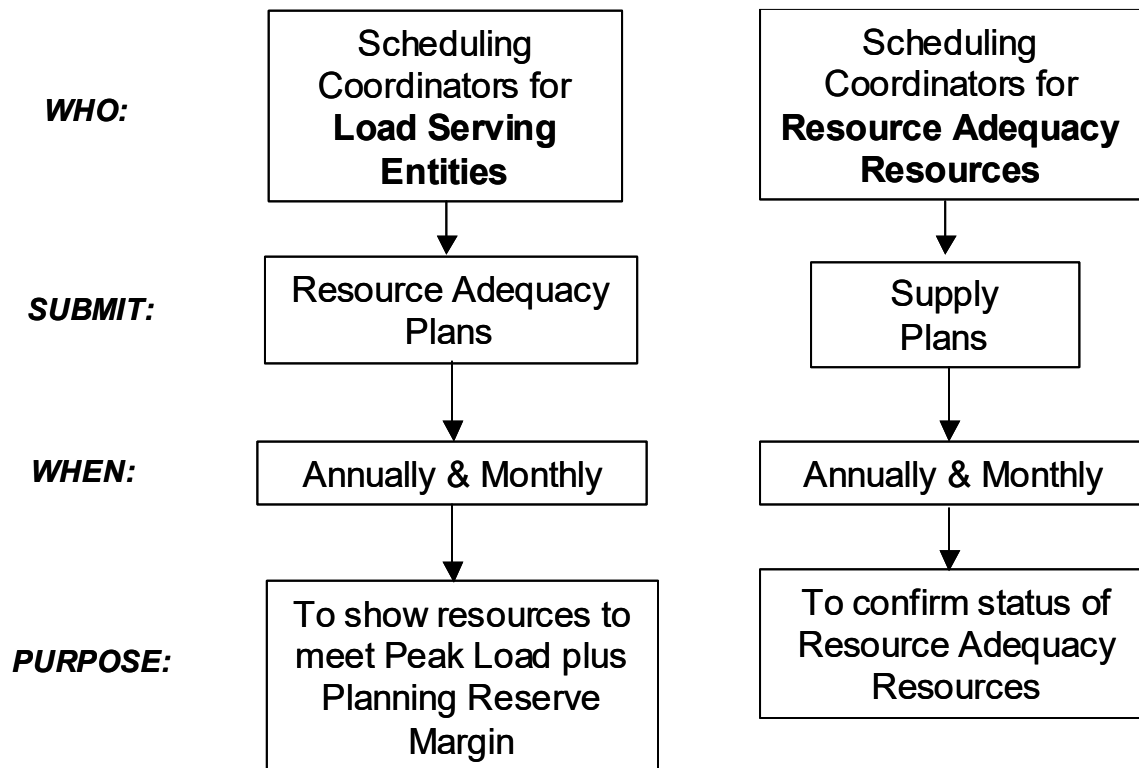 WHO:
Scheduling
Coordinators for
Load Serving
Entities
Scheduling
Coordinators for
Resource Adequacy
Resources
SUBMIT:
Resource Adequacy
Plans
Supply
Plans
WHEN:
Annually & Monthly
Annually & Monthly
PURPOSE:
To show resources to
meet Peak Load plus
Planning Reserve
Margin
To confirm status of
Resource Adequacy
Resources